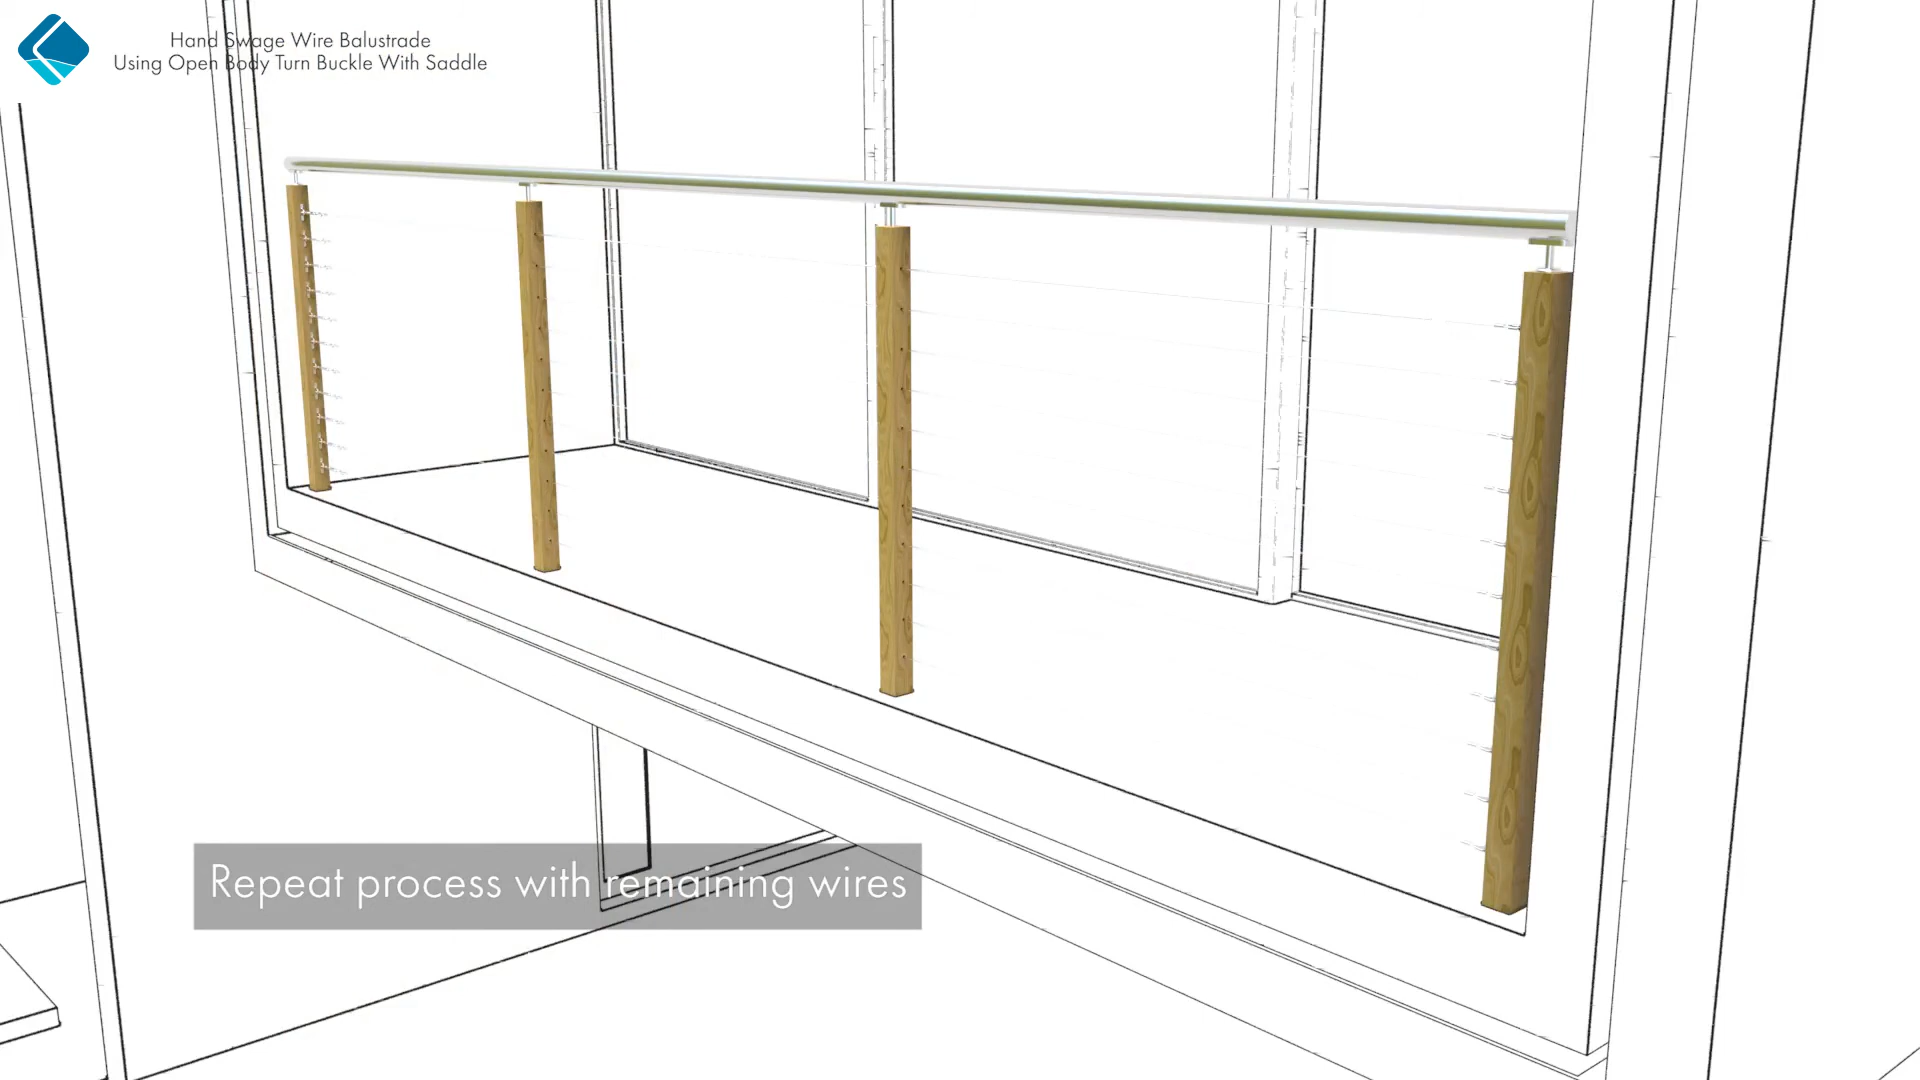 Hand Swage Wire Balustrade
Using Open Body Turn Buckle With Saddle
Repeat process with remaining wires